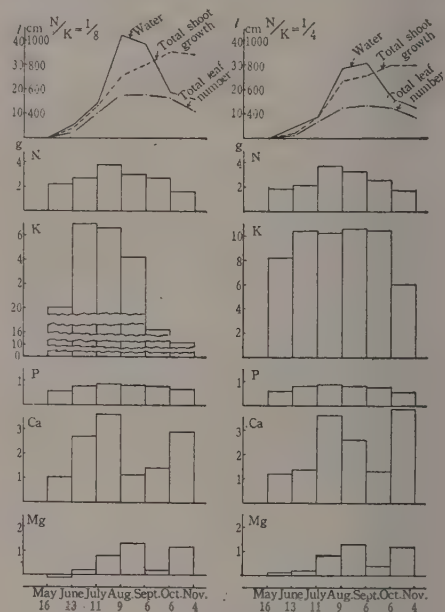 l cm N/K = 1/8
1000
30 800
20 600
10 400
Water
Total shoot growth
Total leaf number
l cm N/K = 1/4
40 1000
30 800
20 600
10 400
Water
Total shoot growth
Total leaf number
g
N
4
2
N
4
2
K
6
4
2
20
16
10
0
K
10
8
6
4
2
P
1
P
1
Ca
3
2
1
Ca
3
2
1
Mg
2
1
Mg
2
1
May June July Aug. Sept. Oct. Nov.
16 13 11 9 6 6 4
May June July Aug. Sept. Oct. Nov.
16 13 11 9 6 5 4